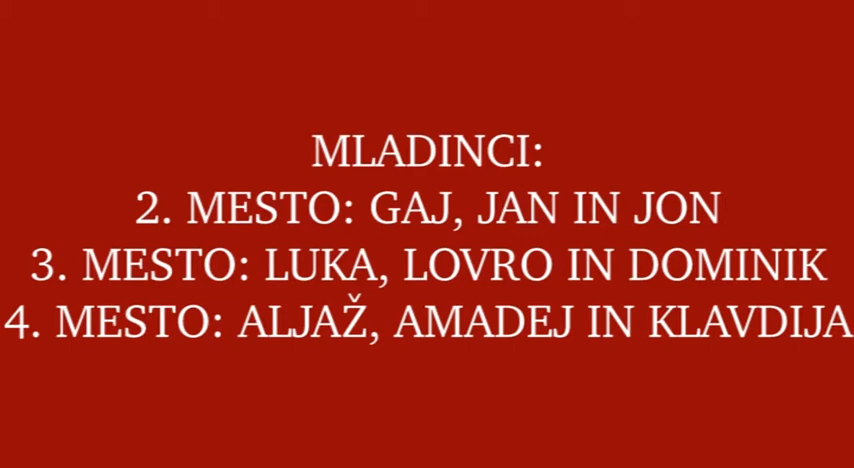 MLADINCI:
2. MESTO: GAJ, JAN IN JON
3. MESTO: LUKA, LOVRO IN DOMINIK
4. MESTO: ALJAŽ, AMADEJ IN KLAVDIJA